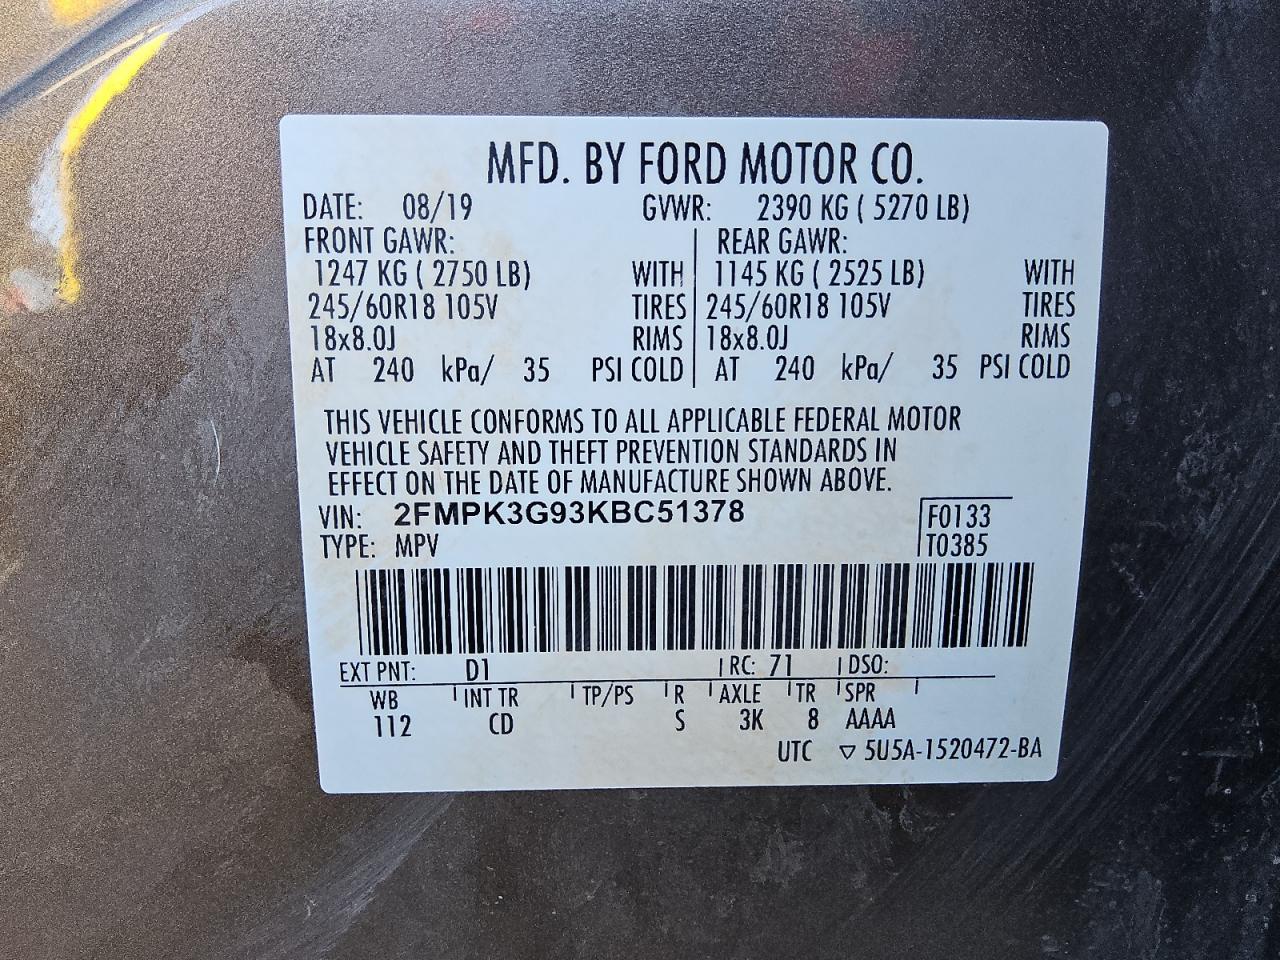 MFD. BY FORD MOTOR CO.
DATE: 08/19 GVWR: 2390 KG ( 5270 LB)
FRONT GAWR: REAR GAWR:
1247 KG ( 2750 LB) WITH 1145 KG ( 2525 LB) WITH
245/60R18 105V TIRES 245/60R18 105V TIRES
18x8.0J RIMS 18x8.0J RIMS
AT 240 kPa/ 35 PSI COLD AT 240 kPa/ 35 PSI COLD
THIS VEHICLE CONFORMS TO ALL APPLICABLE FEDERAL MOTOR
VEHICLE SAFETY AND THEFT PREVENTION STANDARDS IN
EFFECT ON THE DATE OF MANUFACTURE SHOWN ABOVE.
VIN: 2FMPK3G93KBC51378 F0133
TYPE: MPV T0385
EXT PNT: D1 RC: 71 DSO:
WB INT TR TP/PS R AXLE TR SPR
112 CD S 3K 8 AAAA
UTC ▽ 5U5A-1520472-BA